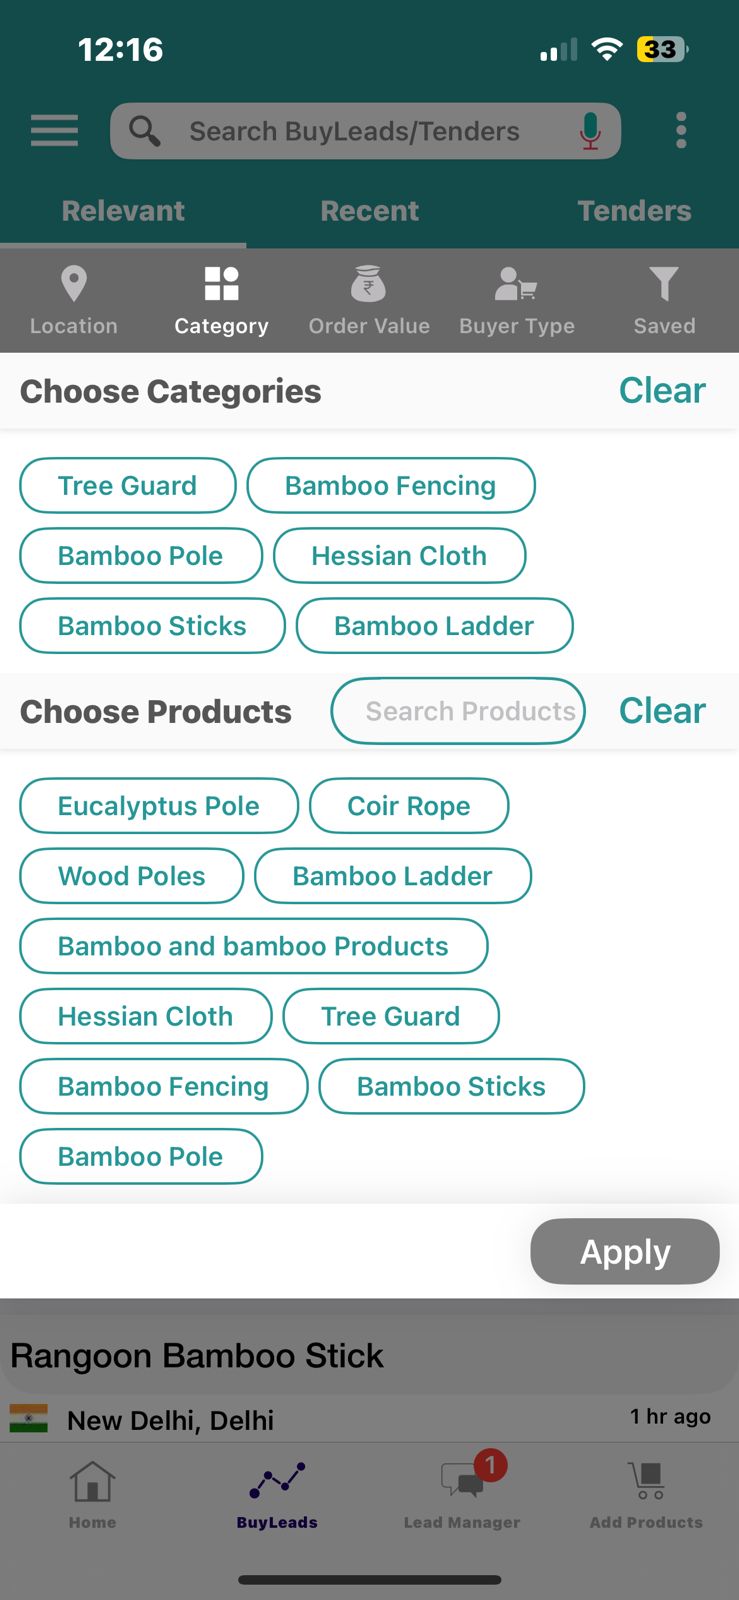 12:16 33
Search BuyLeads/Tenders
Relevant Recent Tenders
Location Category Order Value Buyer Type Saved
Choose Categories Clear
Tree Guard Bamboo Fencing
Bamboo Pole Hessian Cloth
Bamboo Sticks Bamboo Ladder
Choose Products Search Products Clear
Eucalyptus Pole Coir Rope
Wood Poles Bamboo Ladder
Bamboo and bamboo Products
Hessian Cloth Tree Guard
Bamboo Fencing Bamboo Sticks
Bamboo Pole
Apply
Rangoon Bamboo Stick
New Delhi, Delhi 1 hr ago
1
Home BuyLeads Lead Manager Add Products